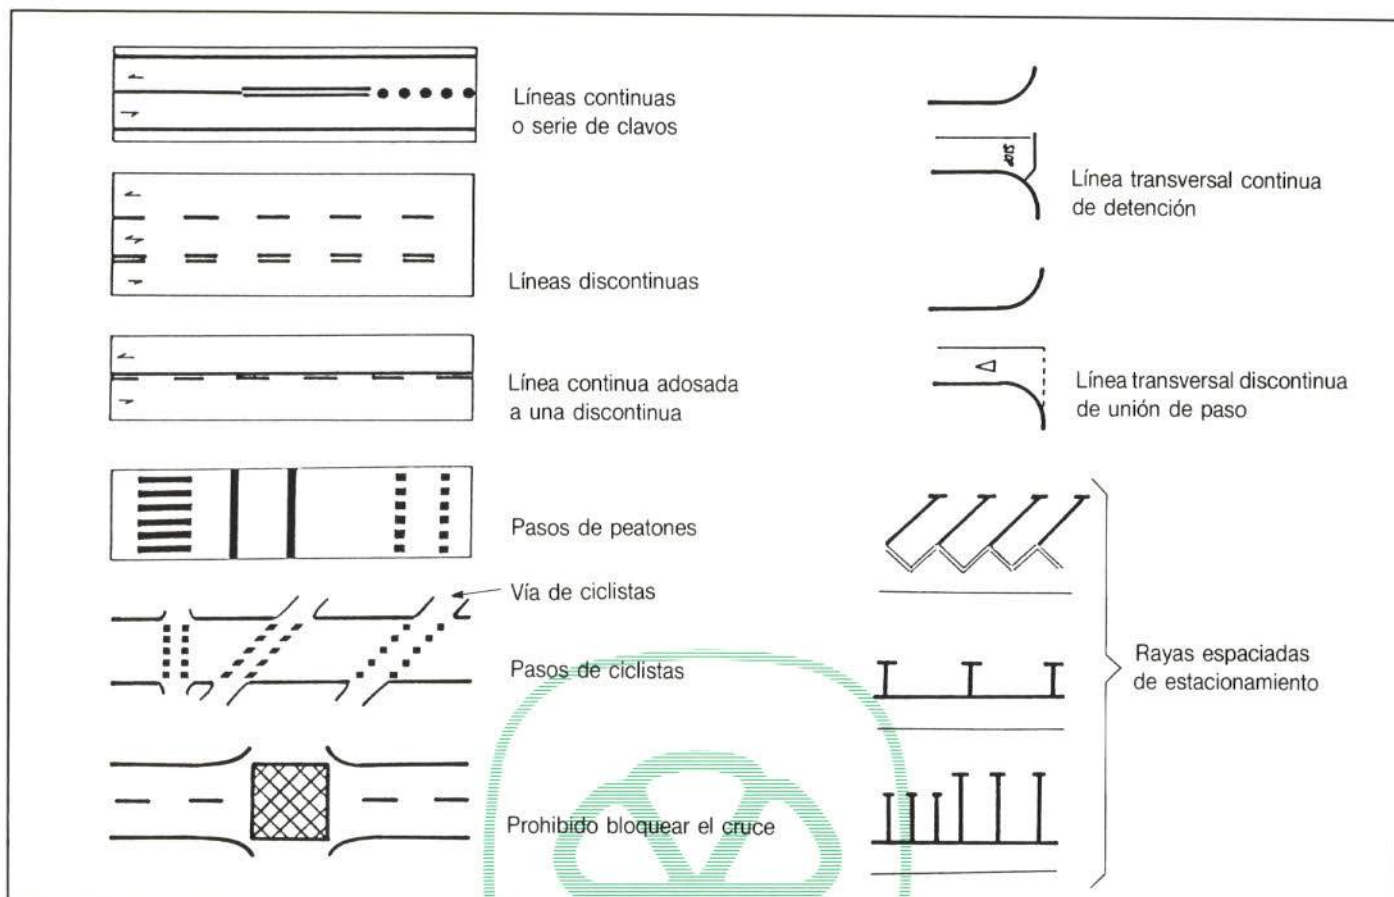 Líneas continuas
o serie de clavos
Líneas discontinuas
Línea continua adosada
a una discontinua
Pasos de peatones
Vía de ciclistas
Pasos de ciclistas
Prohibido bloquear el cruce
STOP
Línea transversal continua
de detención
Línea transversal discontinua
de unión de paso
Rayas espaciadas
de estacionamiento